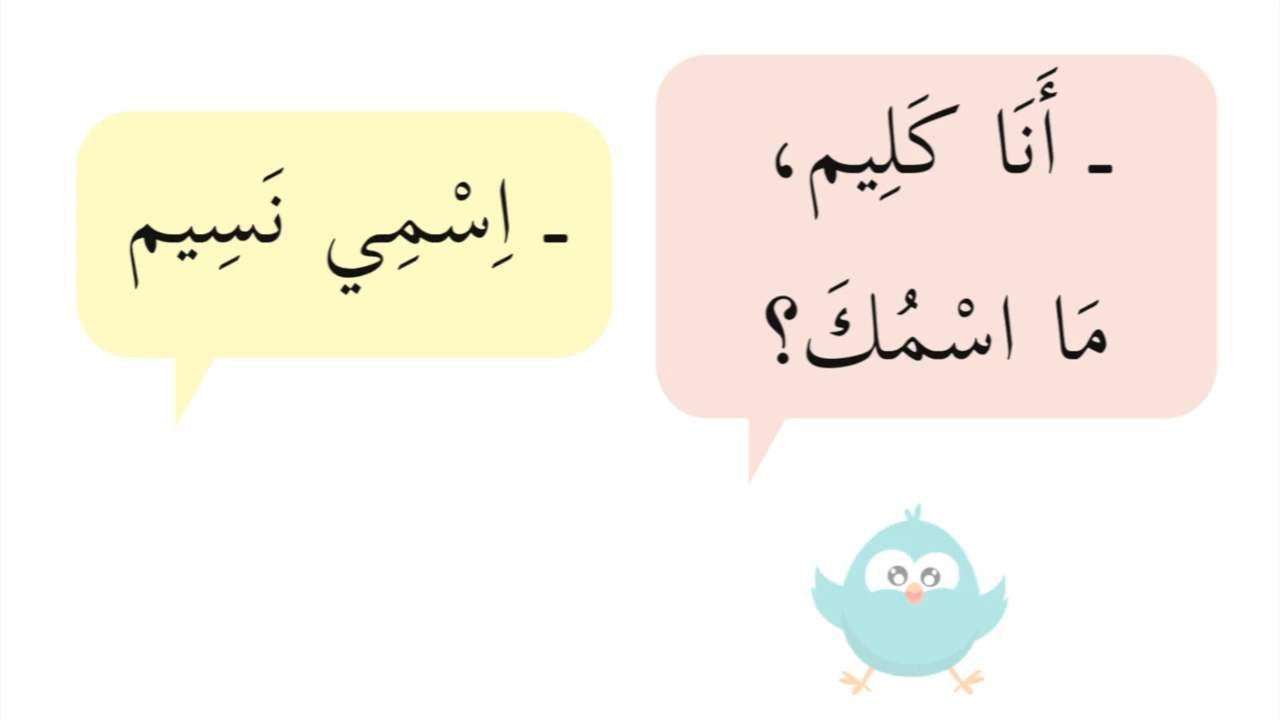 - أَنَا كَلِيم،
مَا اسْمُكَ؟
- اِسْمِي نَسِيم